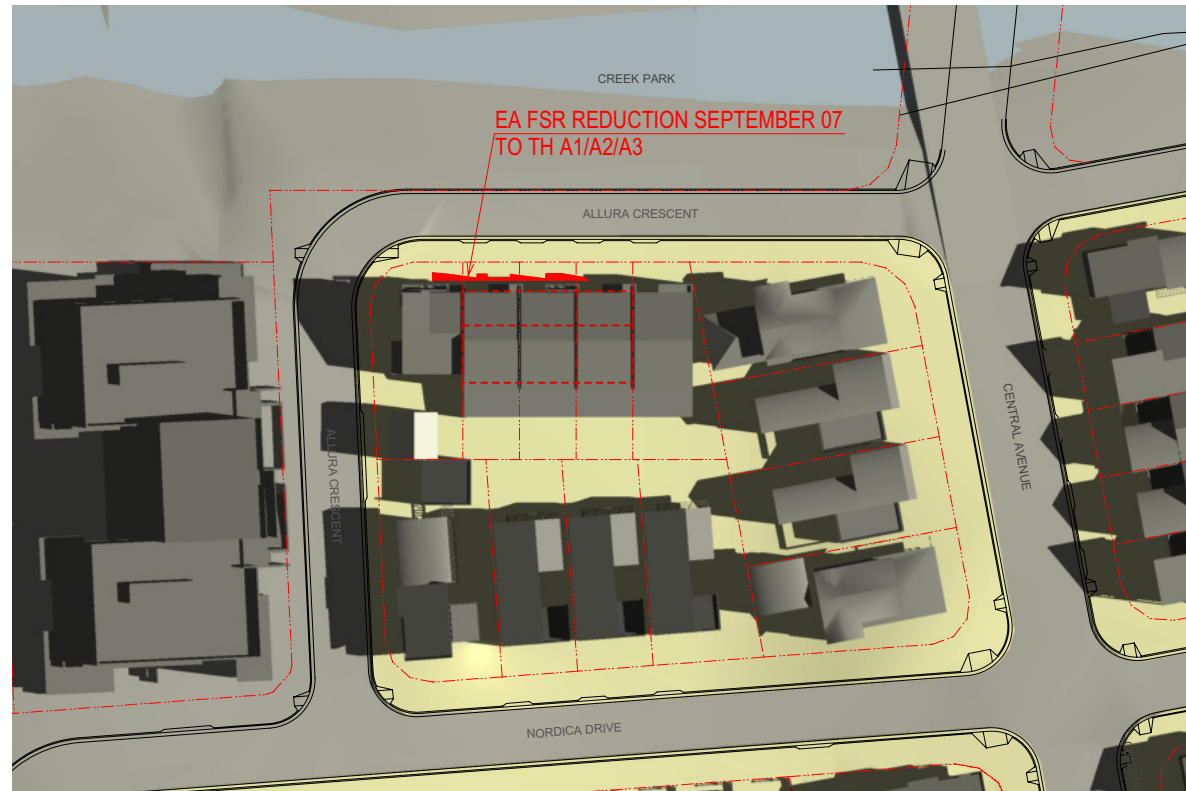 CREEK PARK
EA FSR REDUCTION SEPTEMBER 07
TO TH A1/A2/A3
ALLURA CRESCENT
ALLURA CRESCENT
CENTRAL AVENUE
NORDICA DRIVE